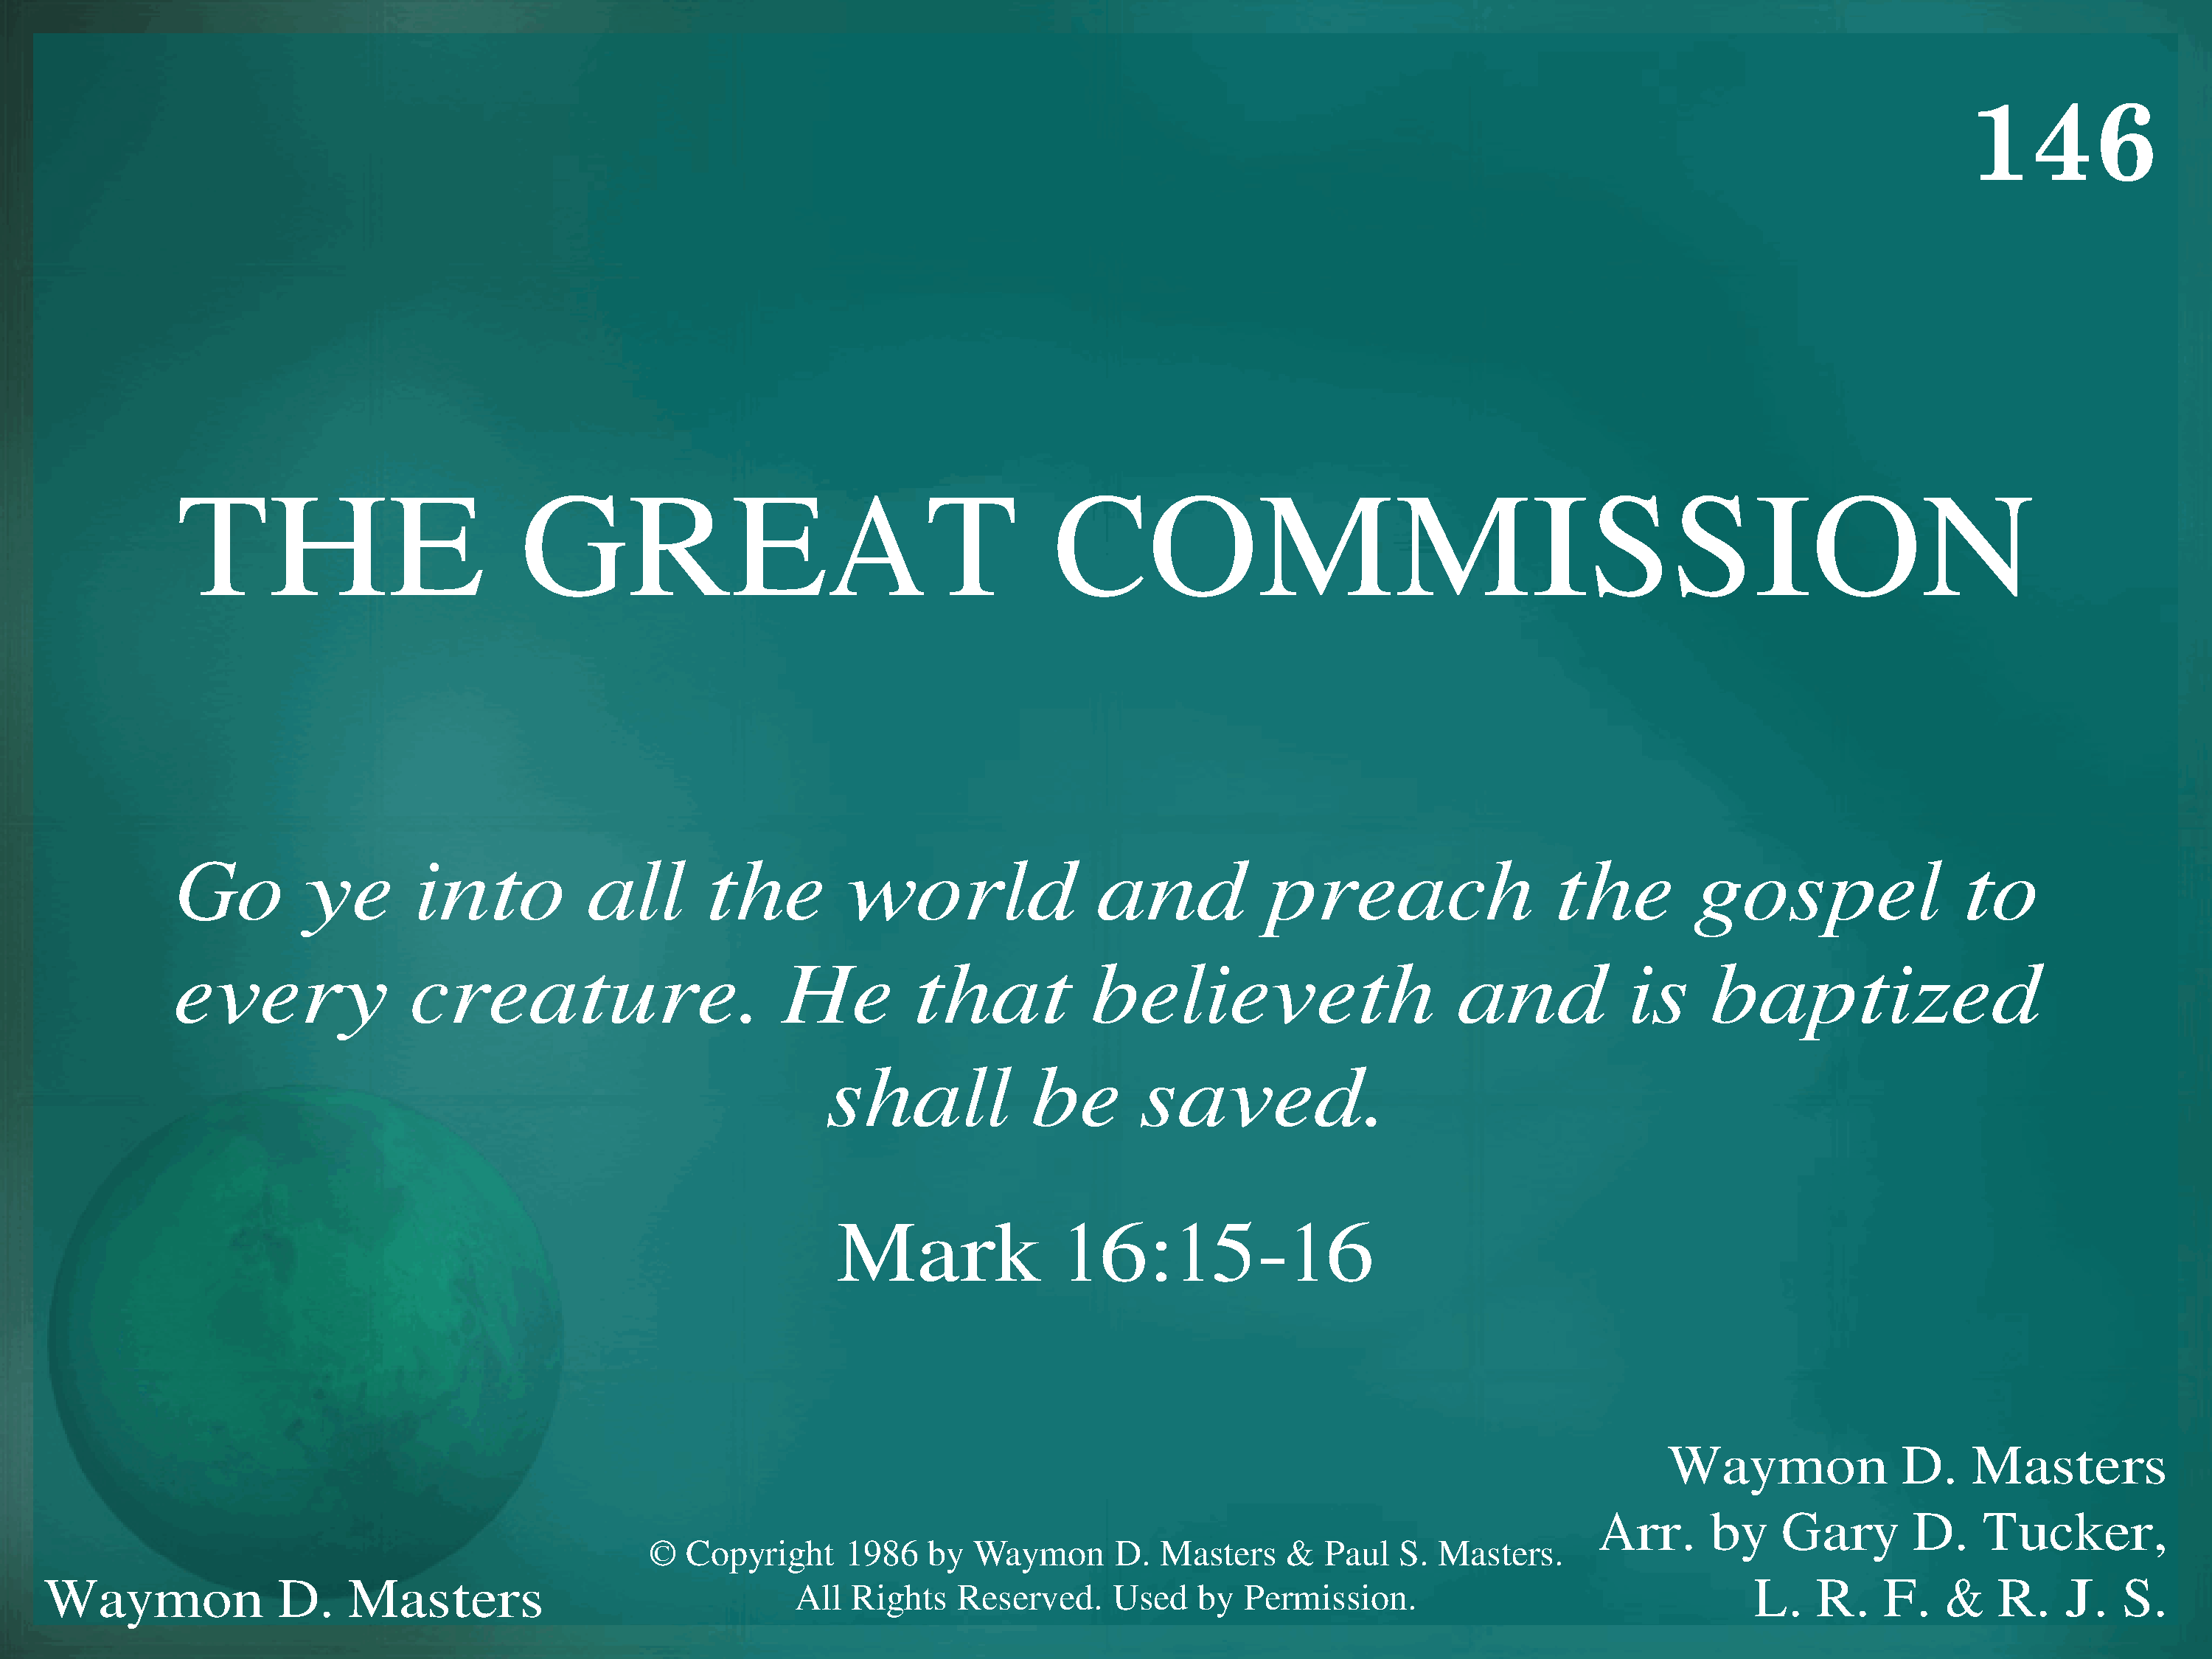 146
THE GREAT COMMISSION
Go ye into all the world and preach the gospel to
every creature. He that believeth and is baptized
shall be saved.
Mark 16:15-16
Waymon D. Masters
© Copyright 1986 by Waymon D. Masters & Paul S. Masters.
All Rights Reserved. Used by Permission.
Waymon D. Masters
Arr. by Gary D. Tucker,
L. R. F. & R. J. S.